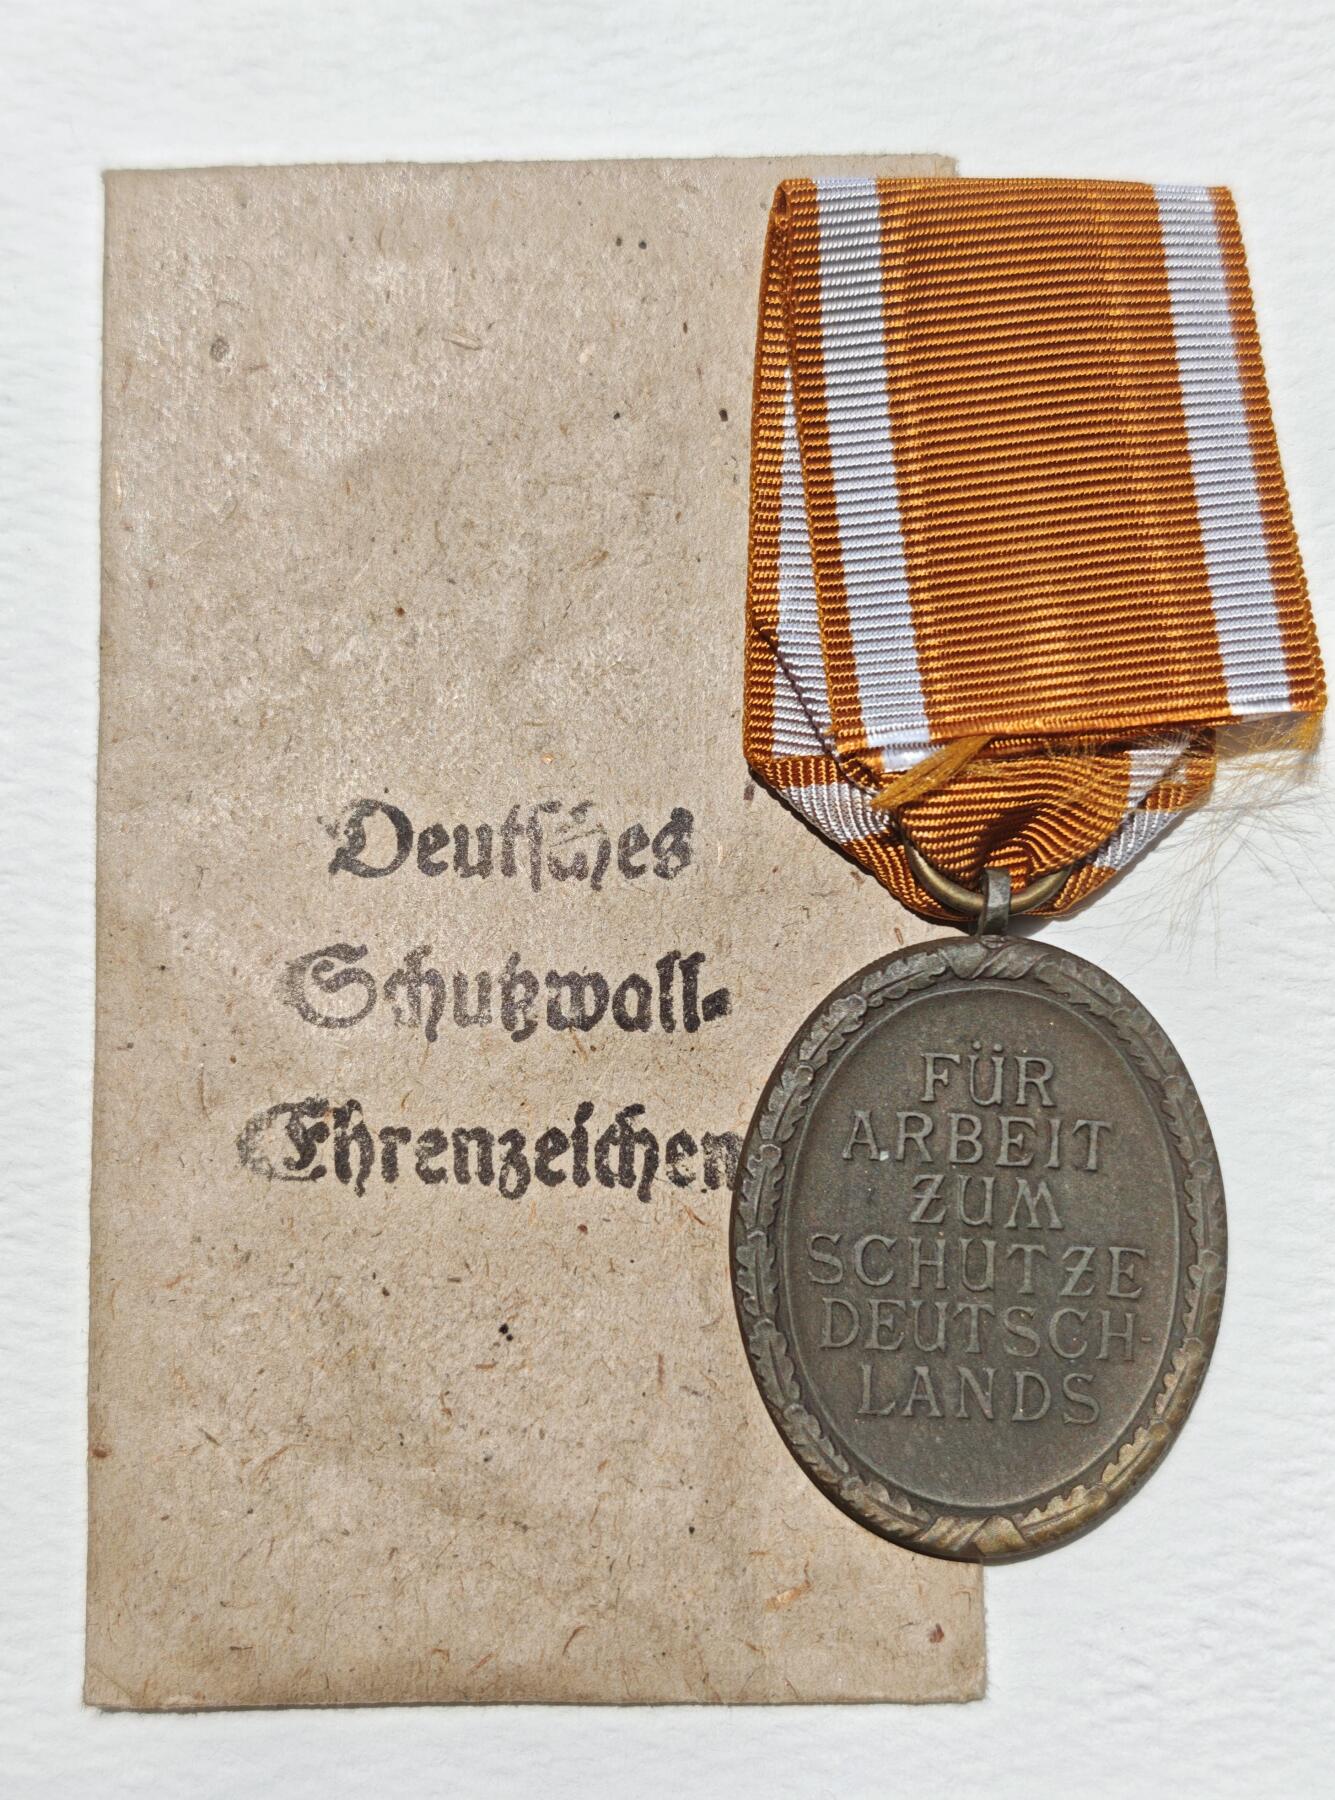 Deutsches
Schutzwall-
Ehrenzeichen
FÜR
ARBEIT
ZUM
SCHUTZE
DEUTSCH-
LANDS